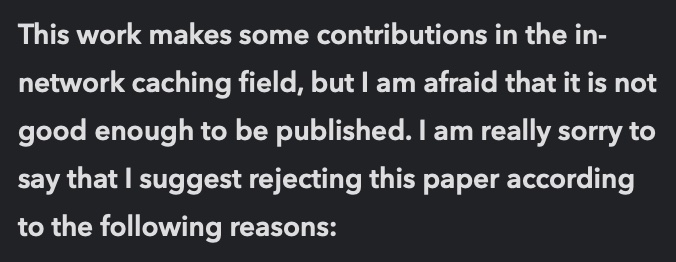 This work makes some contributions in the in-
network caching field, but I am afraid that it is not
good enough to be published. I am really sorry to
say that I suggest rejecting this paper according
to the following reasons: